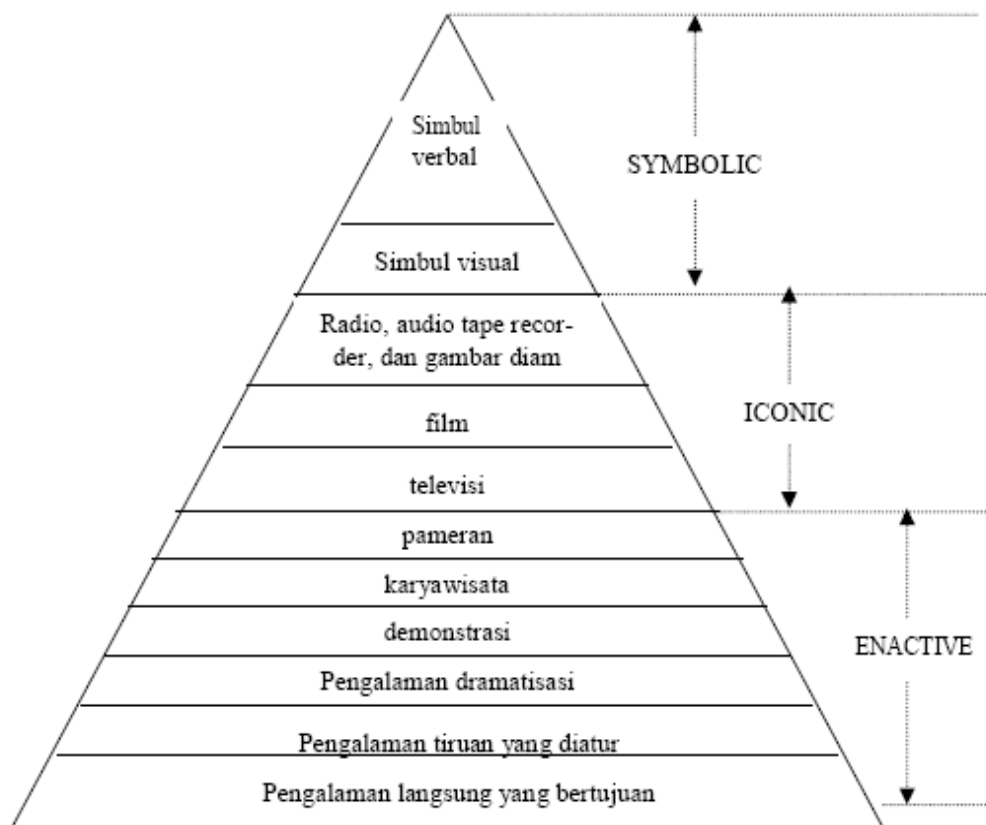 Simbul
verbal
SYMBOLIC
Simbul visual
Radio, audio tape recor-
der, dan gambar diam
ICONIC
film
televisi
pameran
karyawisata
demonstrasi
ENACTIVE
Pengalaman dramatisasi
Pengalaman tiruan yang diatur
Pengalaman langsung yang bertujuan